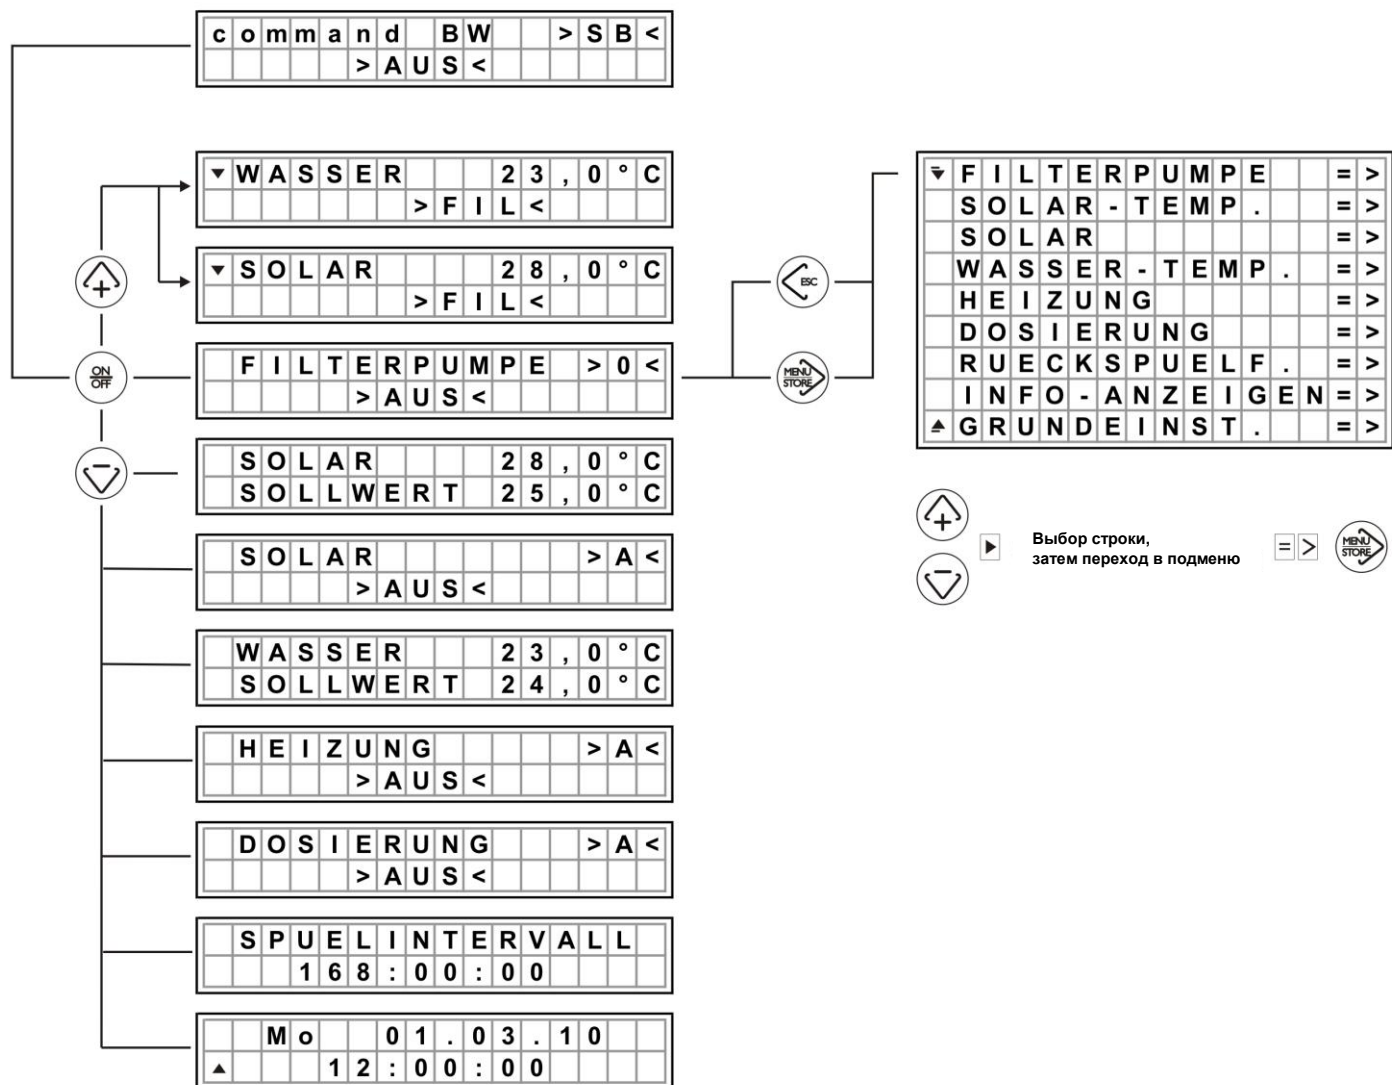 command BW >SB<
>AUS<
▼WASSER 23,0°C
>FIL<
▼SOLAR 28,0°C
>FIL<
ON
OFF
FILTERPUMPE >0<
>AUS<
SOLAR 28,0°C
SOLLWERT 25,0°C
SOLAR >A<
>AUS<
WASSER 23,0°C
SOLLWERT 24,0°C
HEIZUNG >A<
>AUS<
DOSIERUNG >A<
>AUS<
SPUELINTERVALL
168:00:00
Mo 01.03.10
▲ 12:00:00
ESC
MENU
STORE
FILTERPUMPE =>
SOLAR-TEMP. =>
SOLAR =>
WASSER-TEMP. =>
HEIZUNG =>
DOSIERUNG =>
RUECKSPUELF. =>
INFO-ANZEIGEN=>
GRUNDEINST. =>
Выбор строки,
затем переход в подменю
=>
MENU
STORE